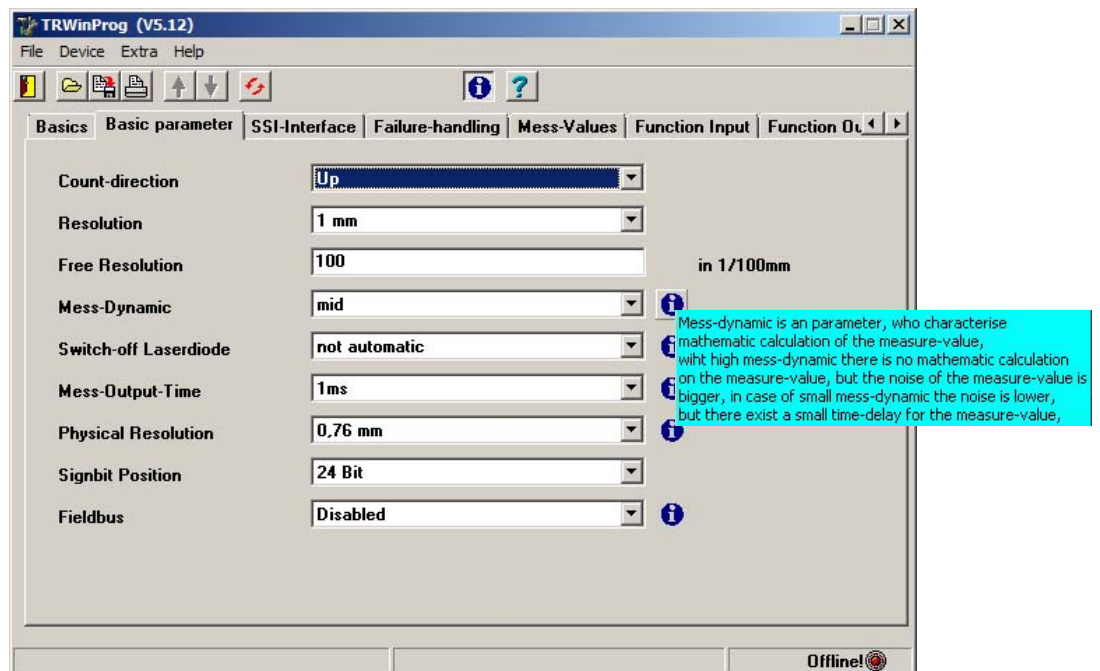 TRWinProg (V5.12)
File Device Extra Help
Basics Basic parameter SSI-Interface Failure-handling Mess-Values Function Input Function Ou
Count-direction Up
Resolution 1 mm
Free Resolution 100 in 1/100mm
Mess-Dynamic mid
Switch-off Laserdiode not automatic
Mess-Output-Time 1ms
Physical Resolution 0,76 mm
Signbit Position 24 Bit
Fieldbus Disabled
Mess-dynamic is an parameter, who characterise
mathematic calculation of the measure-value,
wiht high mess-dynamic there is no mathematic calculation
on the measure-value, but the noise of the measure-value is
bigger, in case of small mess-dynamic the noise is lower,
but there exist a small time-delay for the measure-value,
Offline!